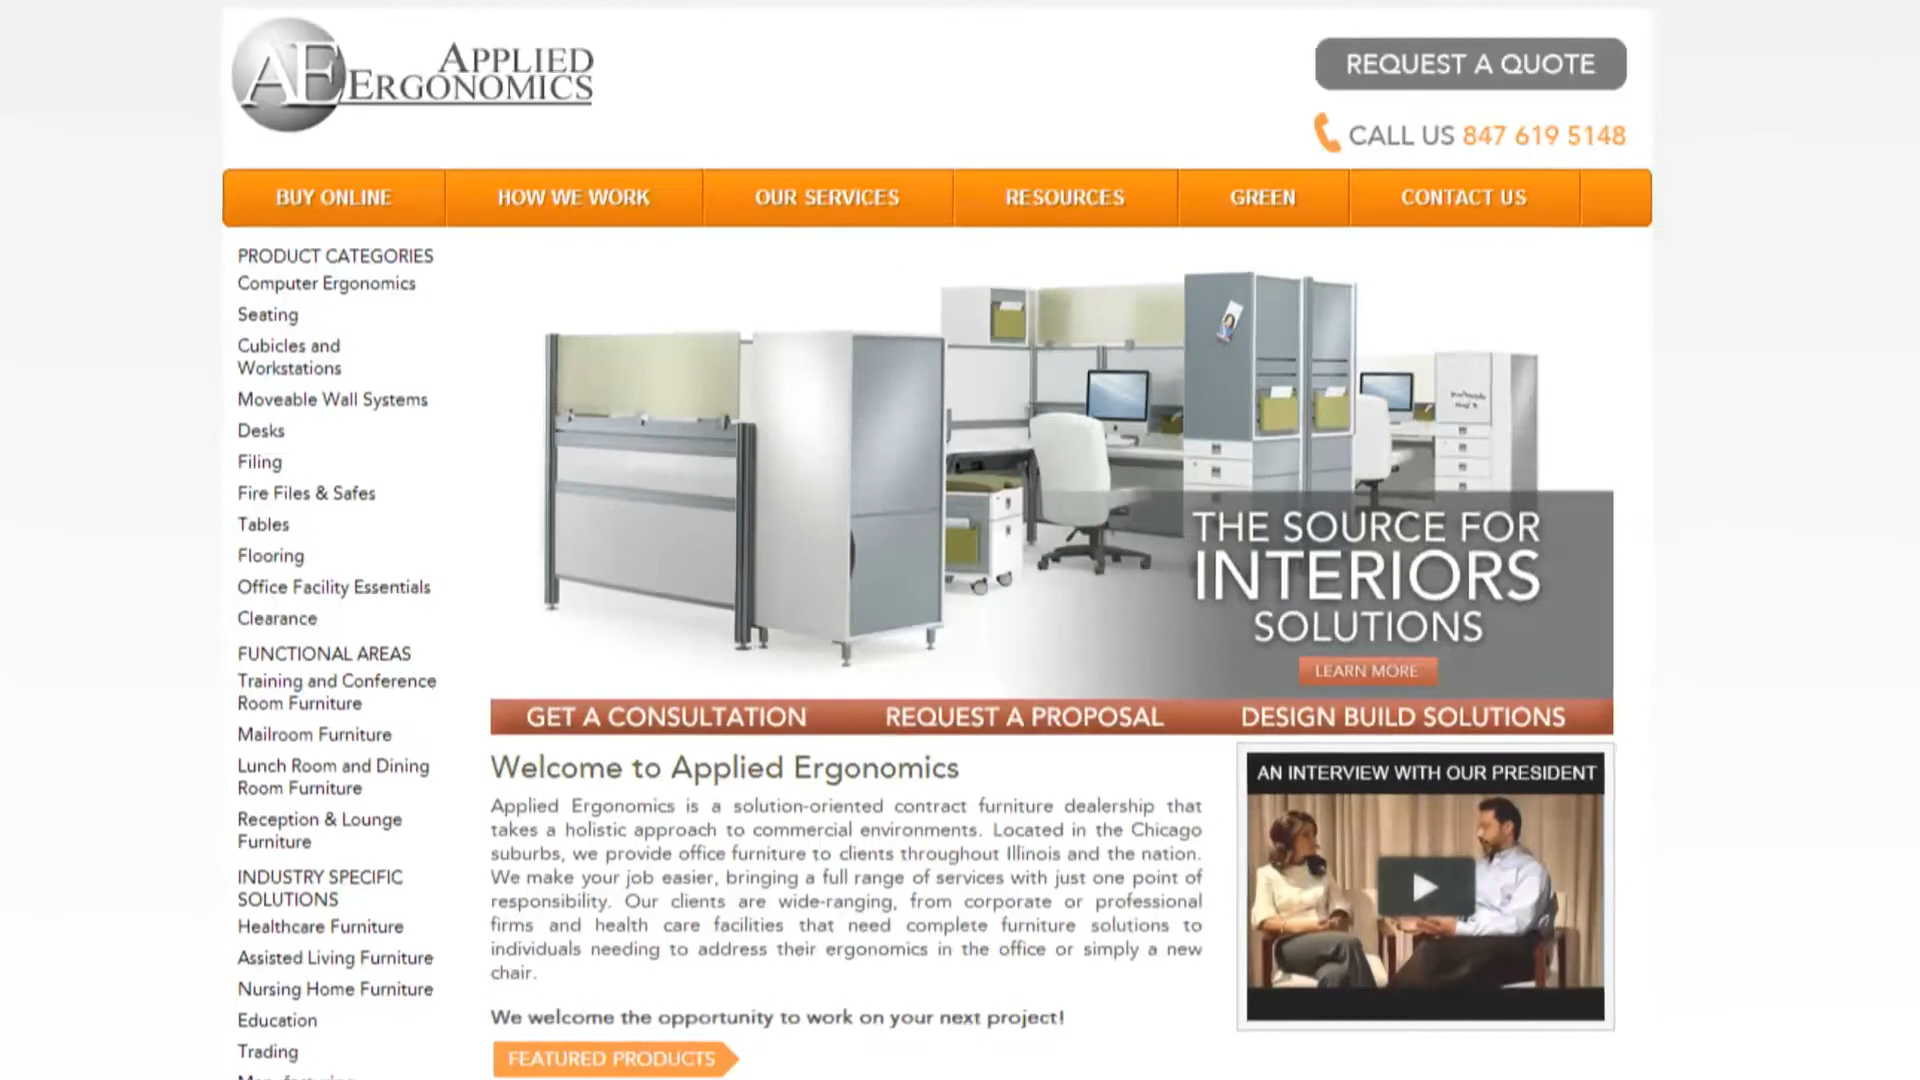 AE APPLIED
ERGONOMICS
REQUEST A QUOTE
CALL US 847 619 5148
BUY ONLINE
HOW WE WORK
OUR SERVICES
RESOURCES
GREEN
CONTACT US
PRODUCT CATEGORIES
Computer Ergonomics
Seating
Cubicles and
Workstations
Moveable Wall Systems
Desks
Filing
Fire Files & Safes
Tables
Flooring
Office Facility Essentials
Clearance
FUNCTIONAL AREAS
Training and Conference
Room Furniture
Mailroom Furniture
Lunch Room and Dining
Room Furniture
Reception & Lounge
Furniture
INDUSTRY SPECIFIC
SOLUTIONS
Healthcare Furniture
Assisted Living Furniture
Nursing Home Furniture
Education
Trading
THE SOURCE FOR
INTERIORS
SOLUTIONS
LEARN MORE
GET A CONSULTATION
REQUEST A PROPOSAL
DESIGN BUILD SOLUTIONS
Welcome to Applied Ergonomics
Applied Ergonomics is a solution-oriented contract furniture dealership that
takes a holistic approach to commercial environments. Located in the Chicago
suburbs, we provide office furniture to clients throughout Illinois and the nation.
We make your job easier, bringing a full range of services with just one point of
responsibility. Our clients are wide-ranging, from corporate or professional
firms and health care facilities that need complete furniture solutions to
individuals needing to address their ergonomics in the office or simply a new
chair.
We welcome the opportunity to work on your next project!
FEATURED PRODUCTS
AN INTERVIEW WITH OUR PRESIDENT